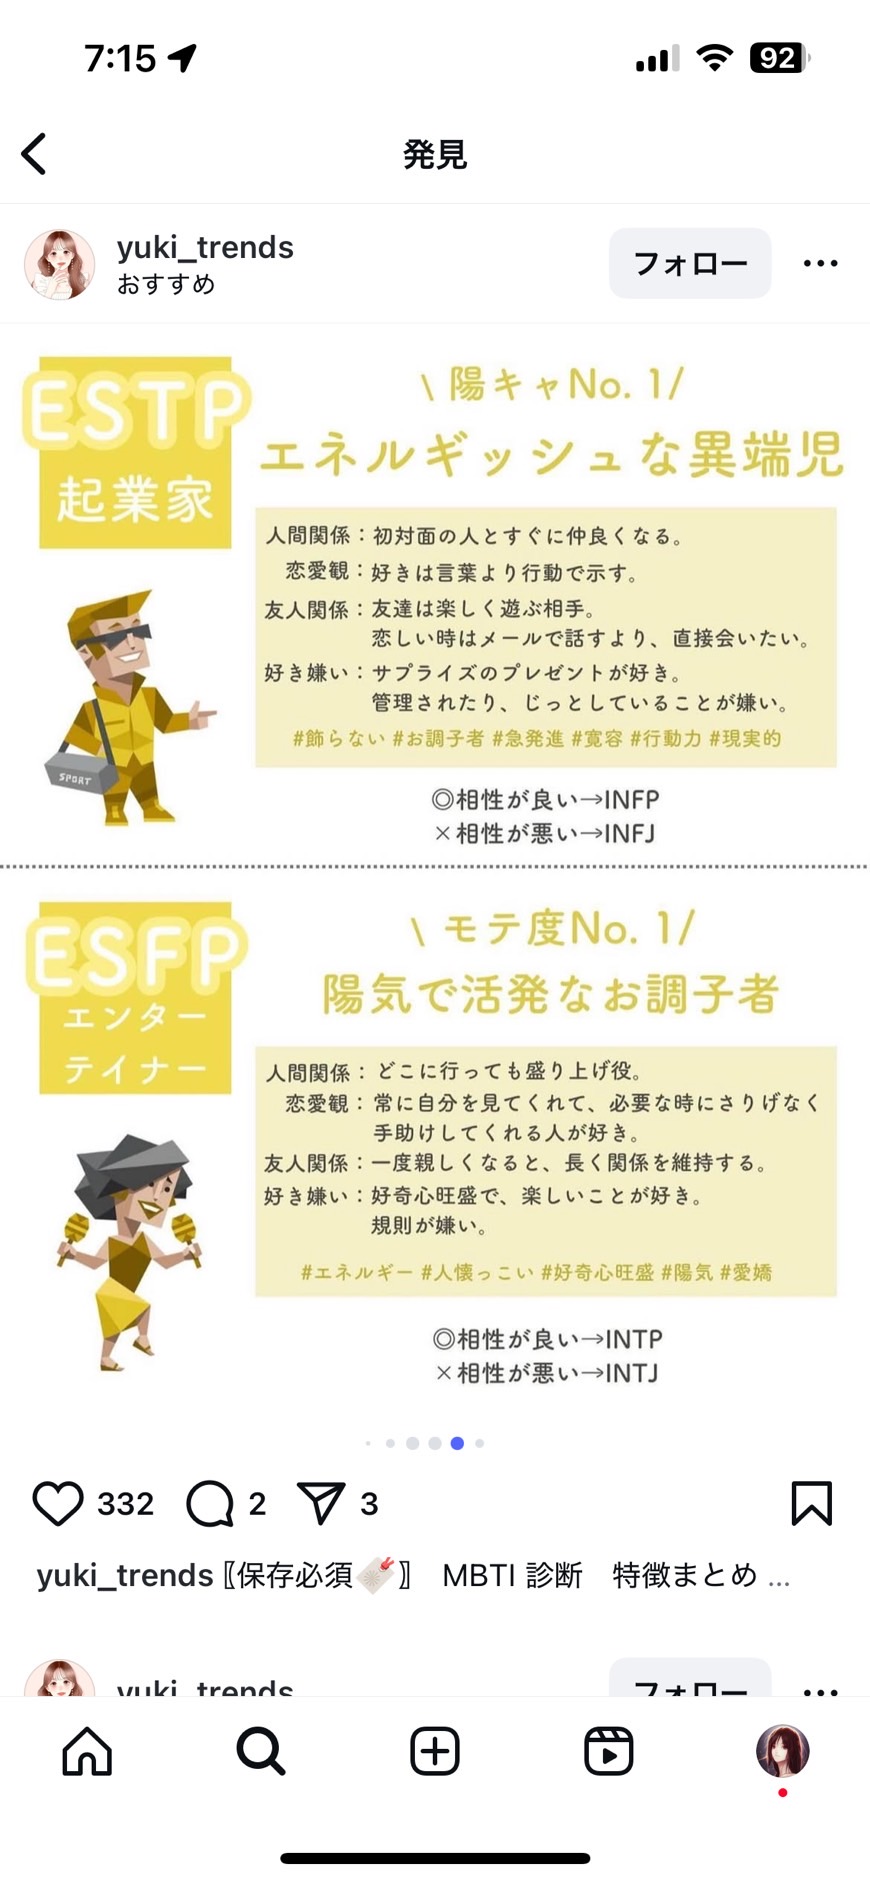 7:15
92
発見
yuki_trends
おすすめ
フォロー
ESTP
起業家
\ 陽キャNo. 1/
エネルギッシュな異端児
人間関係：初対面の人とすぐに仲良くなる。
恋愛観：好きは言葉より行動で示す。
友人関係：友達は楽しく遊ぶ相手。
恋しい時はメールで話すより、直接会いたい。
好き嫌い：サプライズのプレゼントが好き。
管理されたり、じっとしていることが嫌い。
#飾らない #お調子者 #急発進 #寛容 #行動力 #現実的
SPORT
◎相性が良い→INFP
×相性が悪い→INFJ
ESFP
エンター
テイナー
\ モテ度No. 1/
陽気で活発なお調子者
人間関係：どこに行っても盛り上げ役。
恋愛観：常に自分を見てくれて、必要な時にさりげなく
手助けしてくれる人が好き。
友人関係：一度親しくなると、長く関係を維持する。
好き嫌い：好奇心旺盛で、楽しいことが好き。
規則が嫌い。
#エネルギー #人懐っこい #好奇心旺盛 #陽気 #愛嬌
◎相性が良い→INTP
×相性が悪い→INTJ
332 2 3
yuki_trends 〖保存必須🏷️〗 MBTI 診断 特徴まとめ ...
yuki_trends
フォロー